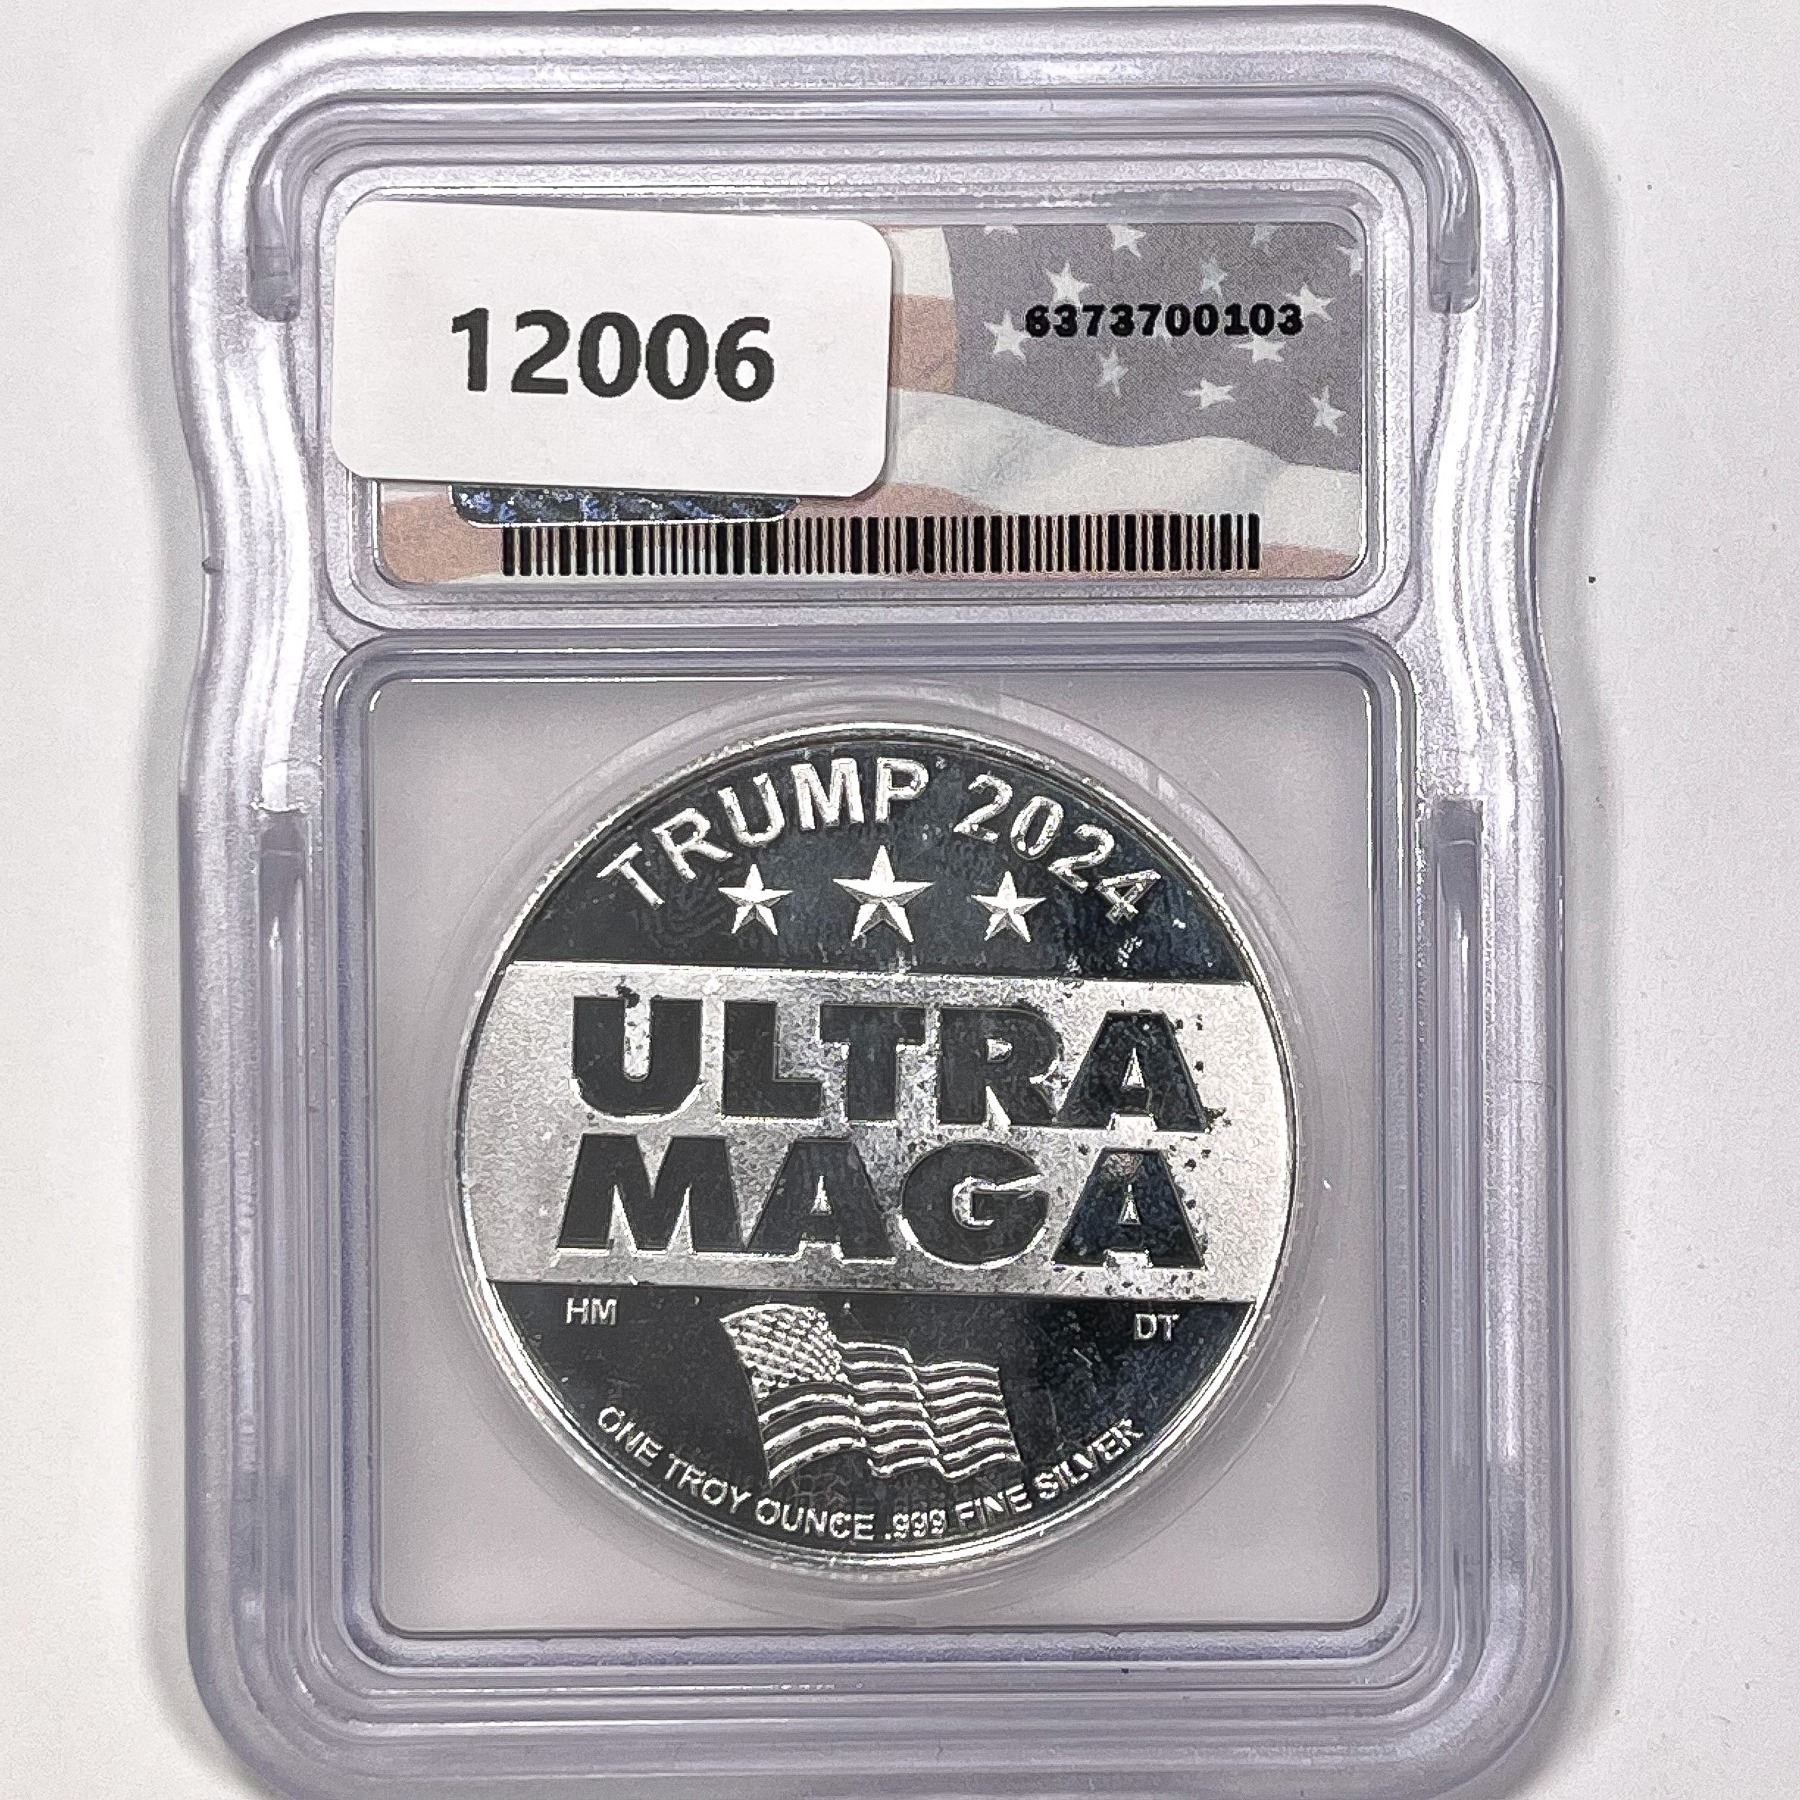 12006
6373700103
TRUMP 2024
ULTRA
MAGA
HM
DT
ONE TROY OUNCE .999 FINE SILVER